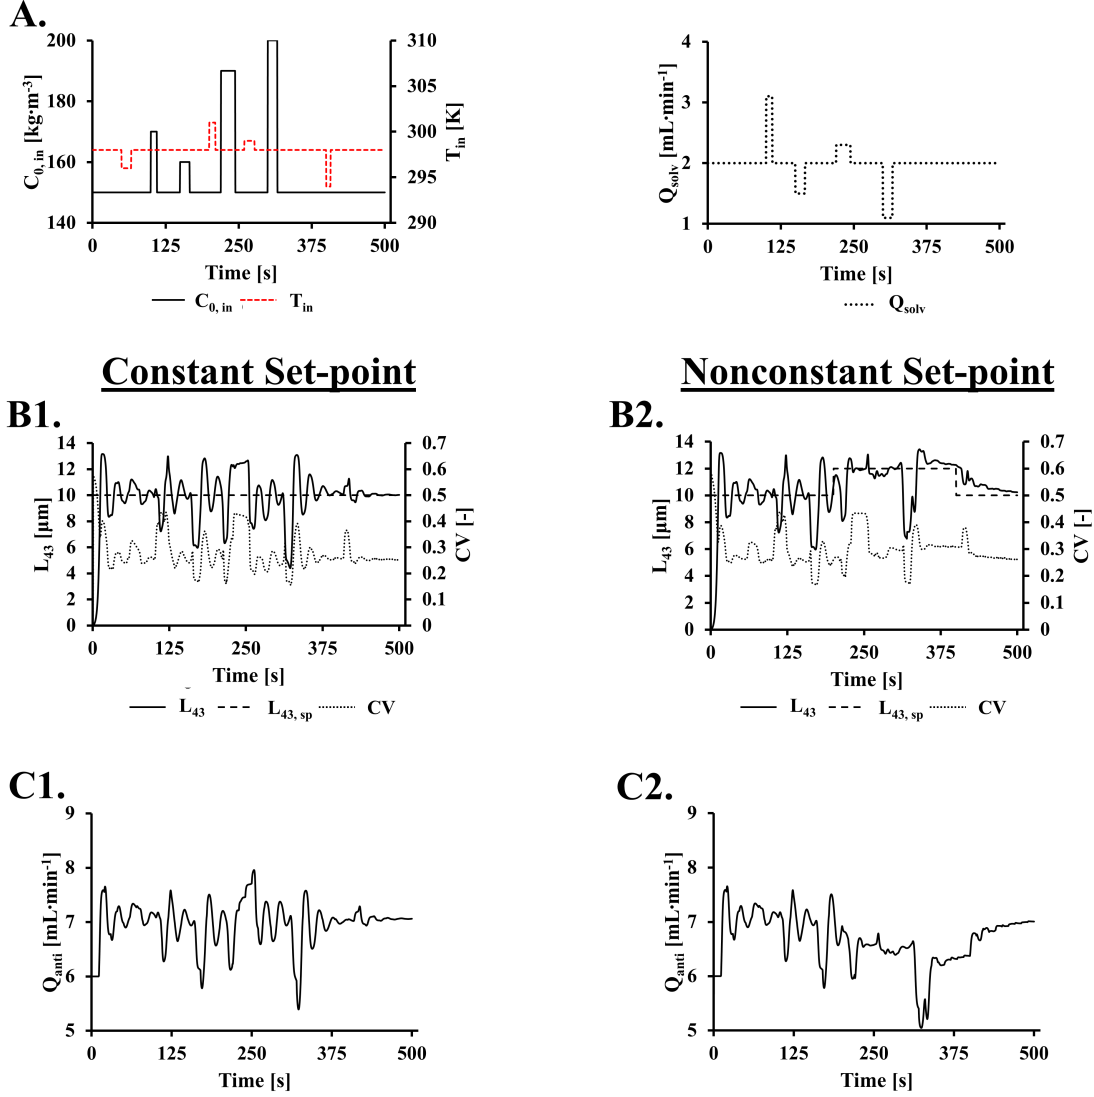 A.
200
180
160
140
C0, in [kg·m-3]
310
305
300
295
290
Tin [K]
0 125 250 375 500
Time [s]
C0, in Tin
4
3
2
1
Qsolv [mL·min-1]
0 125 250 375 500
Time [s]
Qsolv
Constant Set-point
Nonconstant Set-point
B1.
14
12
10
8
6
4
2
0
L43 [µm]
0.7
0.6
0.5
0.4
0.3
0.2
0.1
0
CV [-]
0 125 250 375 500
Time [s]
L43 L43, sp CV
B2.
14
12
10
8
6
4
2
0
L43 [µm]
0.7
0.6
0.5
0.4
0.3
0.2
0.1
0
CV [-]
0 125 250 375 500
Time [s]
L43 L43, sp CV
C1.
9
8
7
6
5
Qanti [mL·min-1]
0 125 250 375 500
Time [s]
C2.
9
8
7
6
5
Qanti [mL·min-1]
0 125 250 375 500
Time [s]